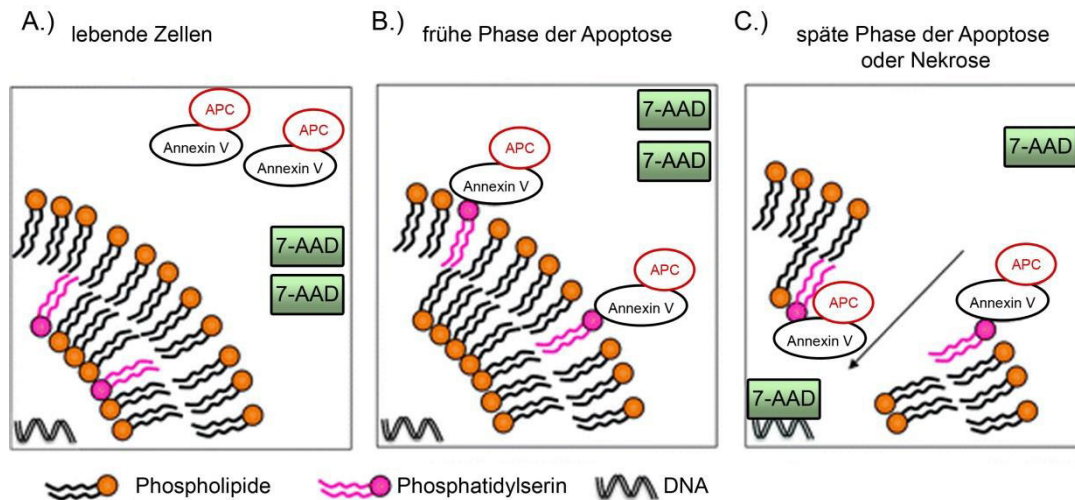 A.) lebende Zellen
B.) frühe Phase der Apoptose
C.) späte Phase der Apoptose
oder Nekrose
APC
Annexin V
APC
Annexin V
7-AAD
7-AAD
7-AAD
7-AAD
APC
Annexin V
APC
Annexin V
7-AAD
APC
Annexin V
APC
Annexin V
7-AAD
Phospholipide
Phosphatidylserin
DNA